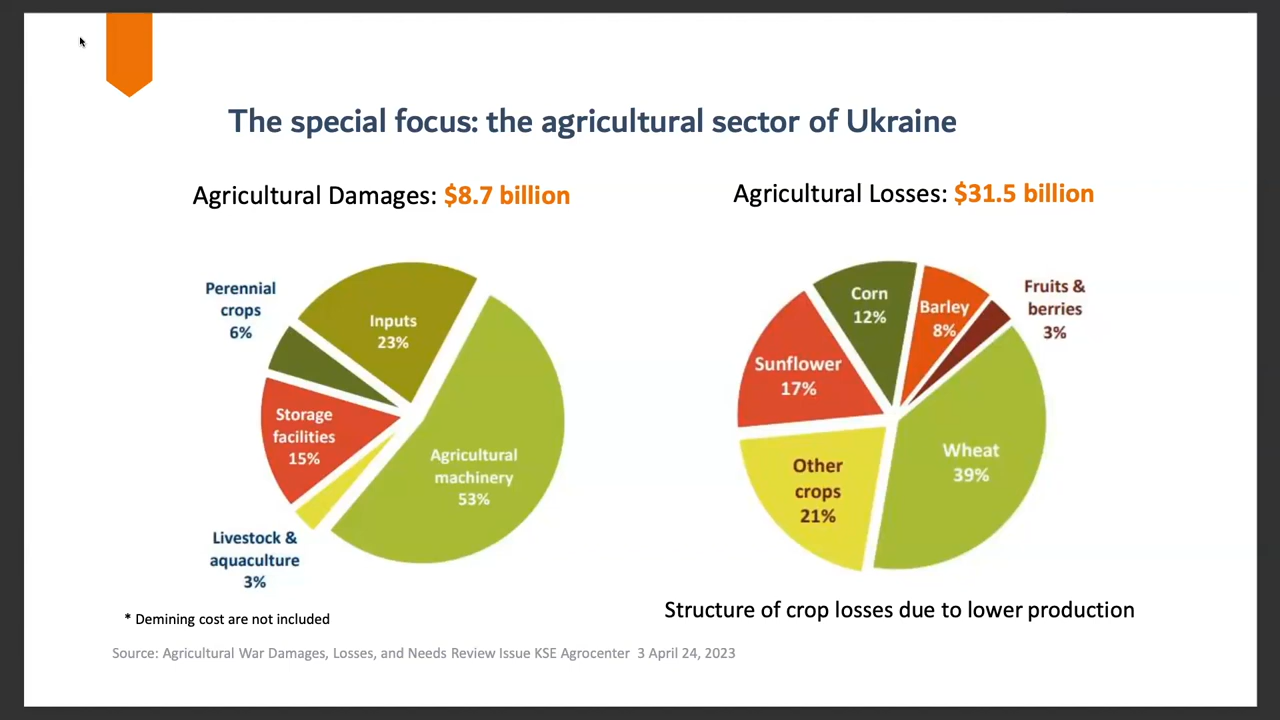 The special focus: the agricultural sector of Ukraine
Agricultural Damages: $8.7 billion
Perennial
crops
6%
Inputs
23%
Storage
facilities
15%
Agricultural
machinery
53%
Livestock &
aquaculture
3%
* Demining cost are not included
Agricultural Losses: $31.5 billion
Corn
12%
Barley
8%
Fruits &
berries
3%
Sunflower
17%
Wheat
39%
Other
crops
21%
Structure of crop losses due to lower production
Source: Agricultural War Damages, Losses, and Needs Review Issue KSE Agrocenter 3 April 24, 2023